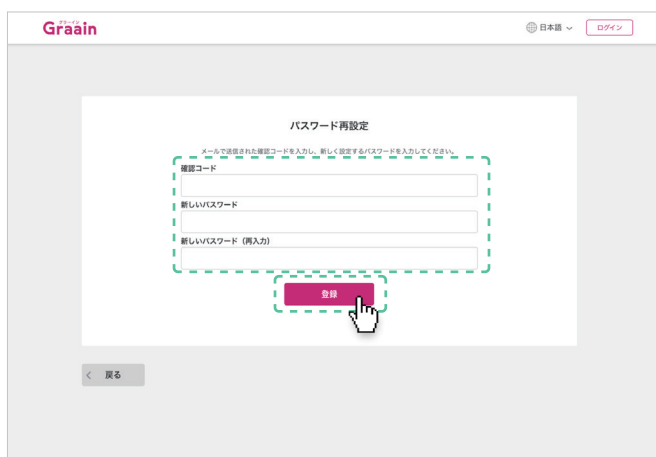 グラーイン
Graain
日本語
ログイン
パスワード再設定
メールで送信された確認コードを入力し、新しく設定するパスワードを入力してください。
確認コード
新しいパスワード
新しいパスワード（再入力）
登録
戻る